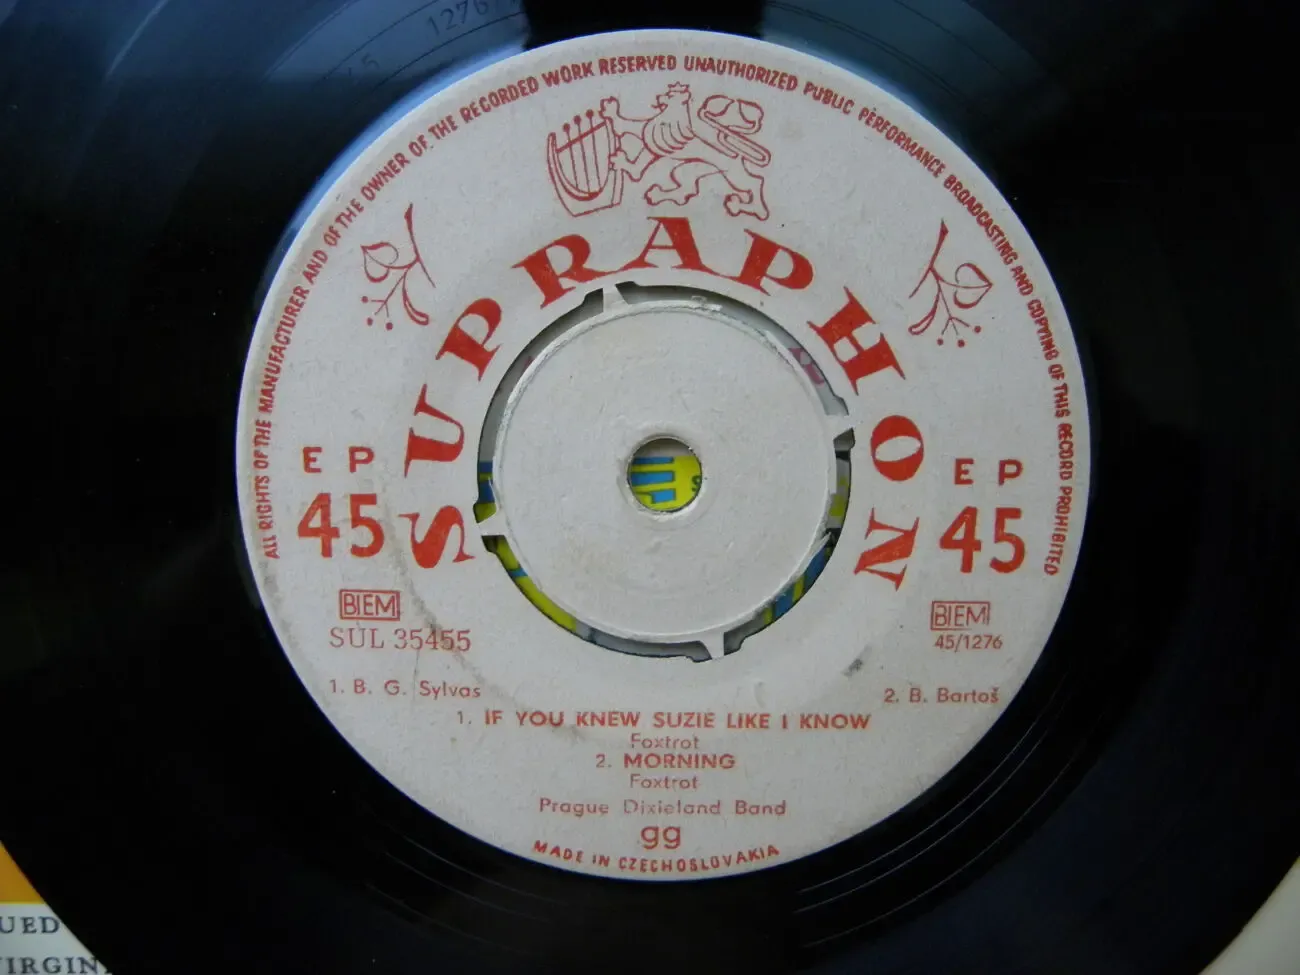 1276
ALL RIGHTS OF THE MANUFACTURER AND OF THE OWNER OF THE RECORDED WORK RESERVED UNAUTHORIZED PUBLIC PERFORMANCE BROADCASTING AND COPYING OF THIS RECORD PROHIBITED
SUPRAPHON
EP
45
EP
45
BIEM
SUL 35455
BIEM
45/1276
1. B. G. Sylvas
2. B. Bartoš
1. IF YOU KNEW SUZIE LIKE I KNOW
Foxtrot
2. MORNING
Foxtrot
Prague Dixieland Band
gg
MADE IN CZECHOSLOVAKIA
UED
VIRGIN